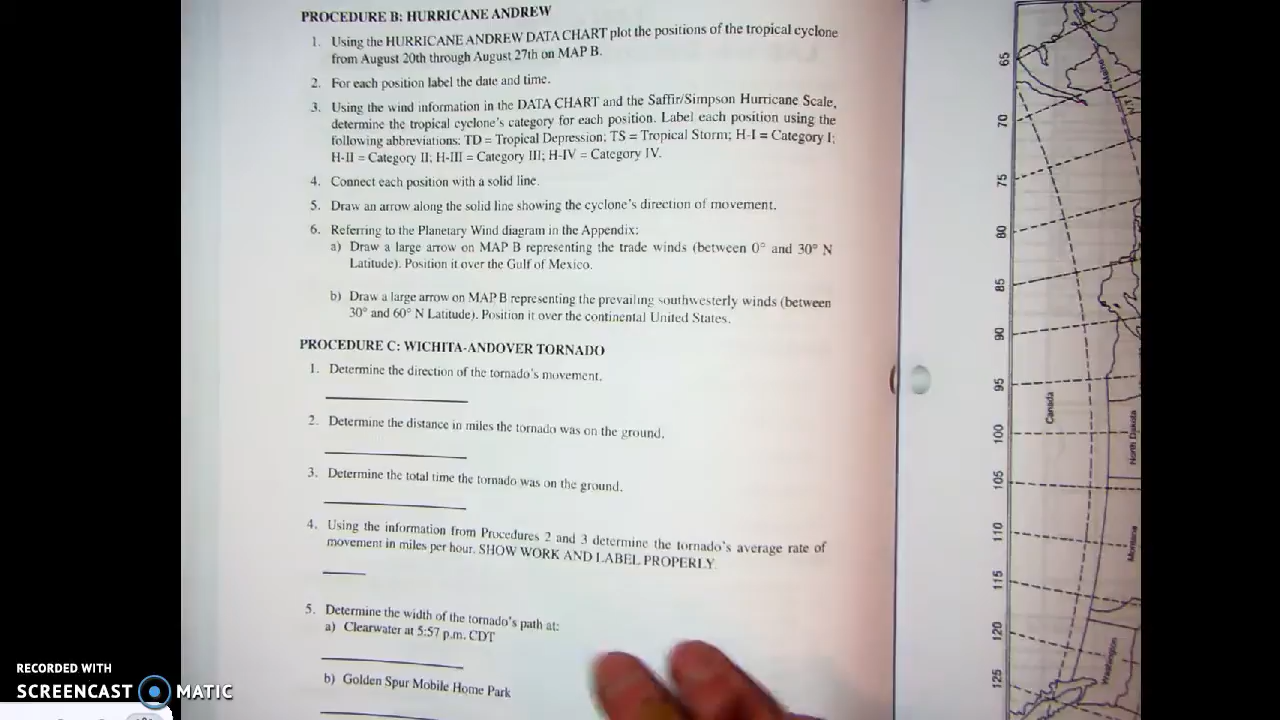 PROCEDURE B: HURRICANE ANDREW
1. Using the HURRICANE ANDREW DATA CHART plot the positions of the tropical cyclone
from August 20th through August 27th on MAP B.
2. For each position label the date and time.
3. Using the wind information in the DATA CHART and the Saffir/Simpson Hurricane Scale,
determine the tropical cyclone's category for each position. Label each position using the
following abbreviations: TD = Tropical Depression; TS = Tropical Storm; H-I = Category I;
H-II = Category II; H-III = Category III; H-IV = Category IV.
4. Connect each position with a solid line.
5. Draw an arrow along the solid line showing the cyclone's direction of movement.
6. Referring to the Planetary Wind diagram in the Appendix:
a) Draw a large arrow on MAP B representing the trade winds (between 0° and 30° N
Latitude). Position it over the Gulf of Mexico.
b) Draw a large arrow on MAP B representing the prevailing southwesterly winds (between
30° and 60° N Latitude). Position it over the continental United States.
PROCEDURE C: WICHITA-ANDOVER TORNADO
1. Determine the direction of the tornado's movement.
2. Determine the distance in miles the tornado was on the ground.
3. Determine the total time the tornado was on the ground.
4. Using the information from Procedures 2 and 3 determine the tornado's average rate of
movement in miles per hour. SHOW WORK AND LABEL PROPERLY.
5. Determine the width of the tornado's path at:
a) Clearwater at 5:57 p.m. CDT
b) Golden Spur Mobile Home Park
65
70
75
80
85
90
95
100
105
110
115
120
125
Maine
Canada
North Dakota
Montana
Washington
RECORDED WITH
SCREENCAST MATIC